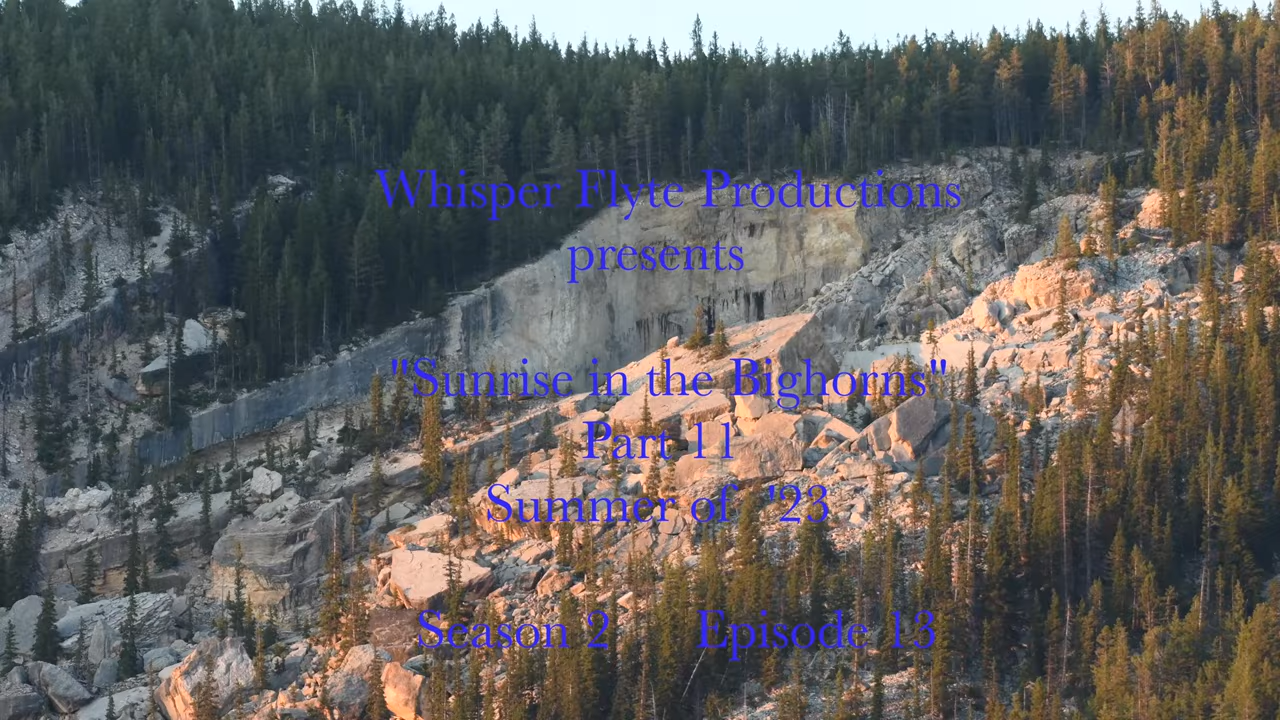 Whisper Flyte Productions
presents
"Sunrise in the Bighorns"
Part 11
Summer of '23
Season 2 Episode 13